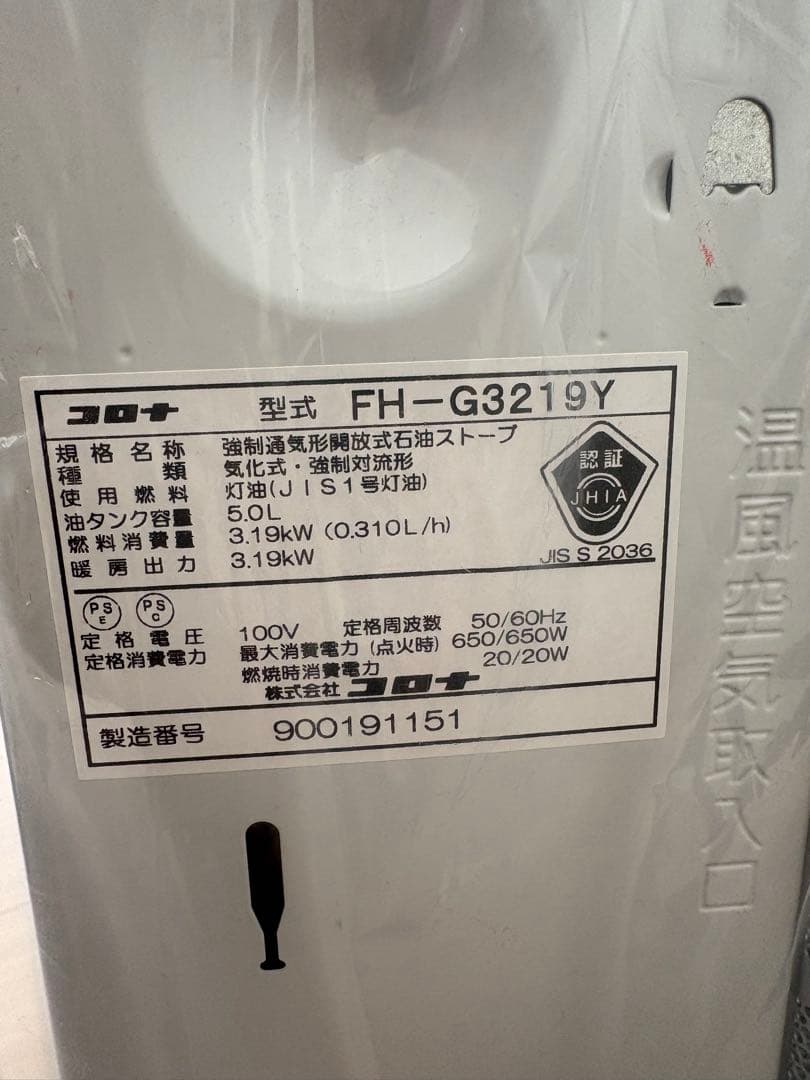 コロナ 型式 FH-G3219Y
規格名称 強制通気形開放式石油ストーブ
種類 気化式・強制対流形
使用燃料 灯油(JIS1号灯油)
油タンク容量 5.0L
燃料消費量 3.19kW (0.310L/h)
暖房出力 3.19kW
認証
JHIA
JIS S 2036
PS E PS C
定格電圧 100V 定格周波数 50/60Hz
定格消費電力 最大消費電力 (点火時) 650/650W
燃焼時消費電力 20/20W
株式会社 コロナ
製造番号 900191151
温風空気取入口